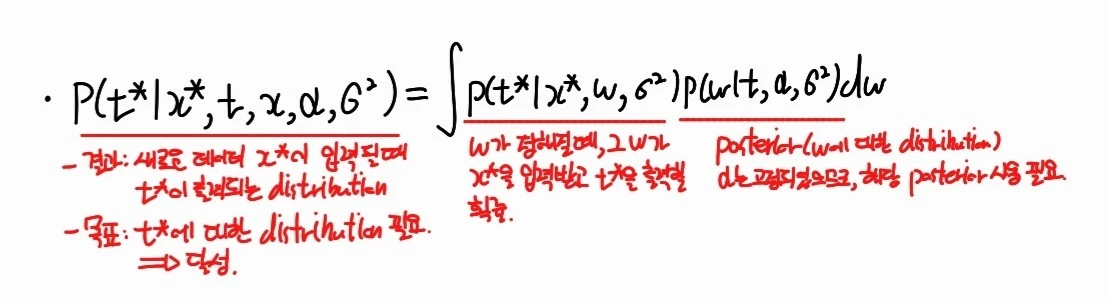 · P(t*|x*, t, x, α, σ²) = ∫p(t*|x*, w, σ²)p(w|t, α, σ²)dw
- 결과: 새로운 데이터 x*이 입력될 때
t*이 출력되는 distribution
- 목표: t*에 대한 distribution 필요.
⇒ 달성.
w가 정해질때, 그 w가
x*을 입력받고 t*을 출력할
확률.
posterior(w에 대한 distribution)
α는 고정되있으므로, 해당 posterior 사용 필요.